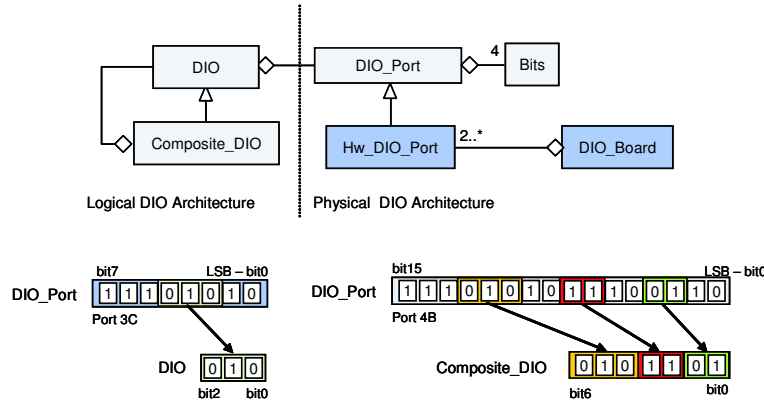 DIO
DIO_Port
4
Bits
Composite_DIO
Hw_DIO_Port
2..*
DIO_Board
Logical DIO Architecture
Physical DIO Architecture
bit7
LSB – bit0
DIO_Port
1 1 1 0 1 0 1 0
Port 3C
DIO
0 1 0
bit2
bit0
bit15
LSB – bit0
DIO_Port
1 1 1 0 1 0 1 0 1 1 1 0 0 1 1 0
Port 4B
Composite_DIO
0 1 0 1 1 0 1
bit6
bit0